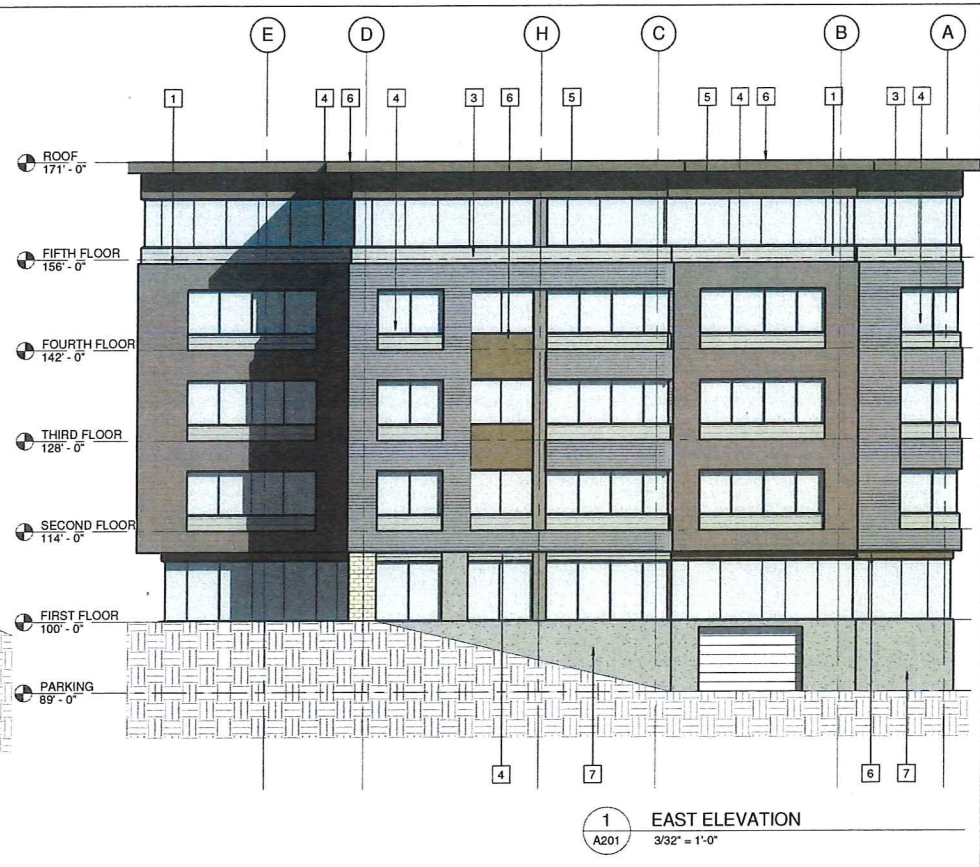 E D H C B A
1 4 6 4 3 6 5 5 4 6 1 3 4
ROOF
171' - 0"
FIFTH FLOOR
156' - 0"
FOURTH FLOOR
142' - 0"
THIRD FLOOR
128' - 0"
SECOND FLOOR
114' - 0"
FIRST FLOOR
100' - 0"
PARKING
89' - 0"
4 7 6 7
1 EAST ELEVATION
A201 3/32" = 1'-0"